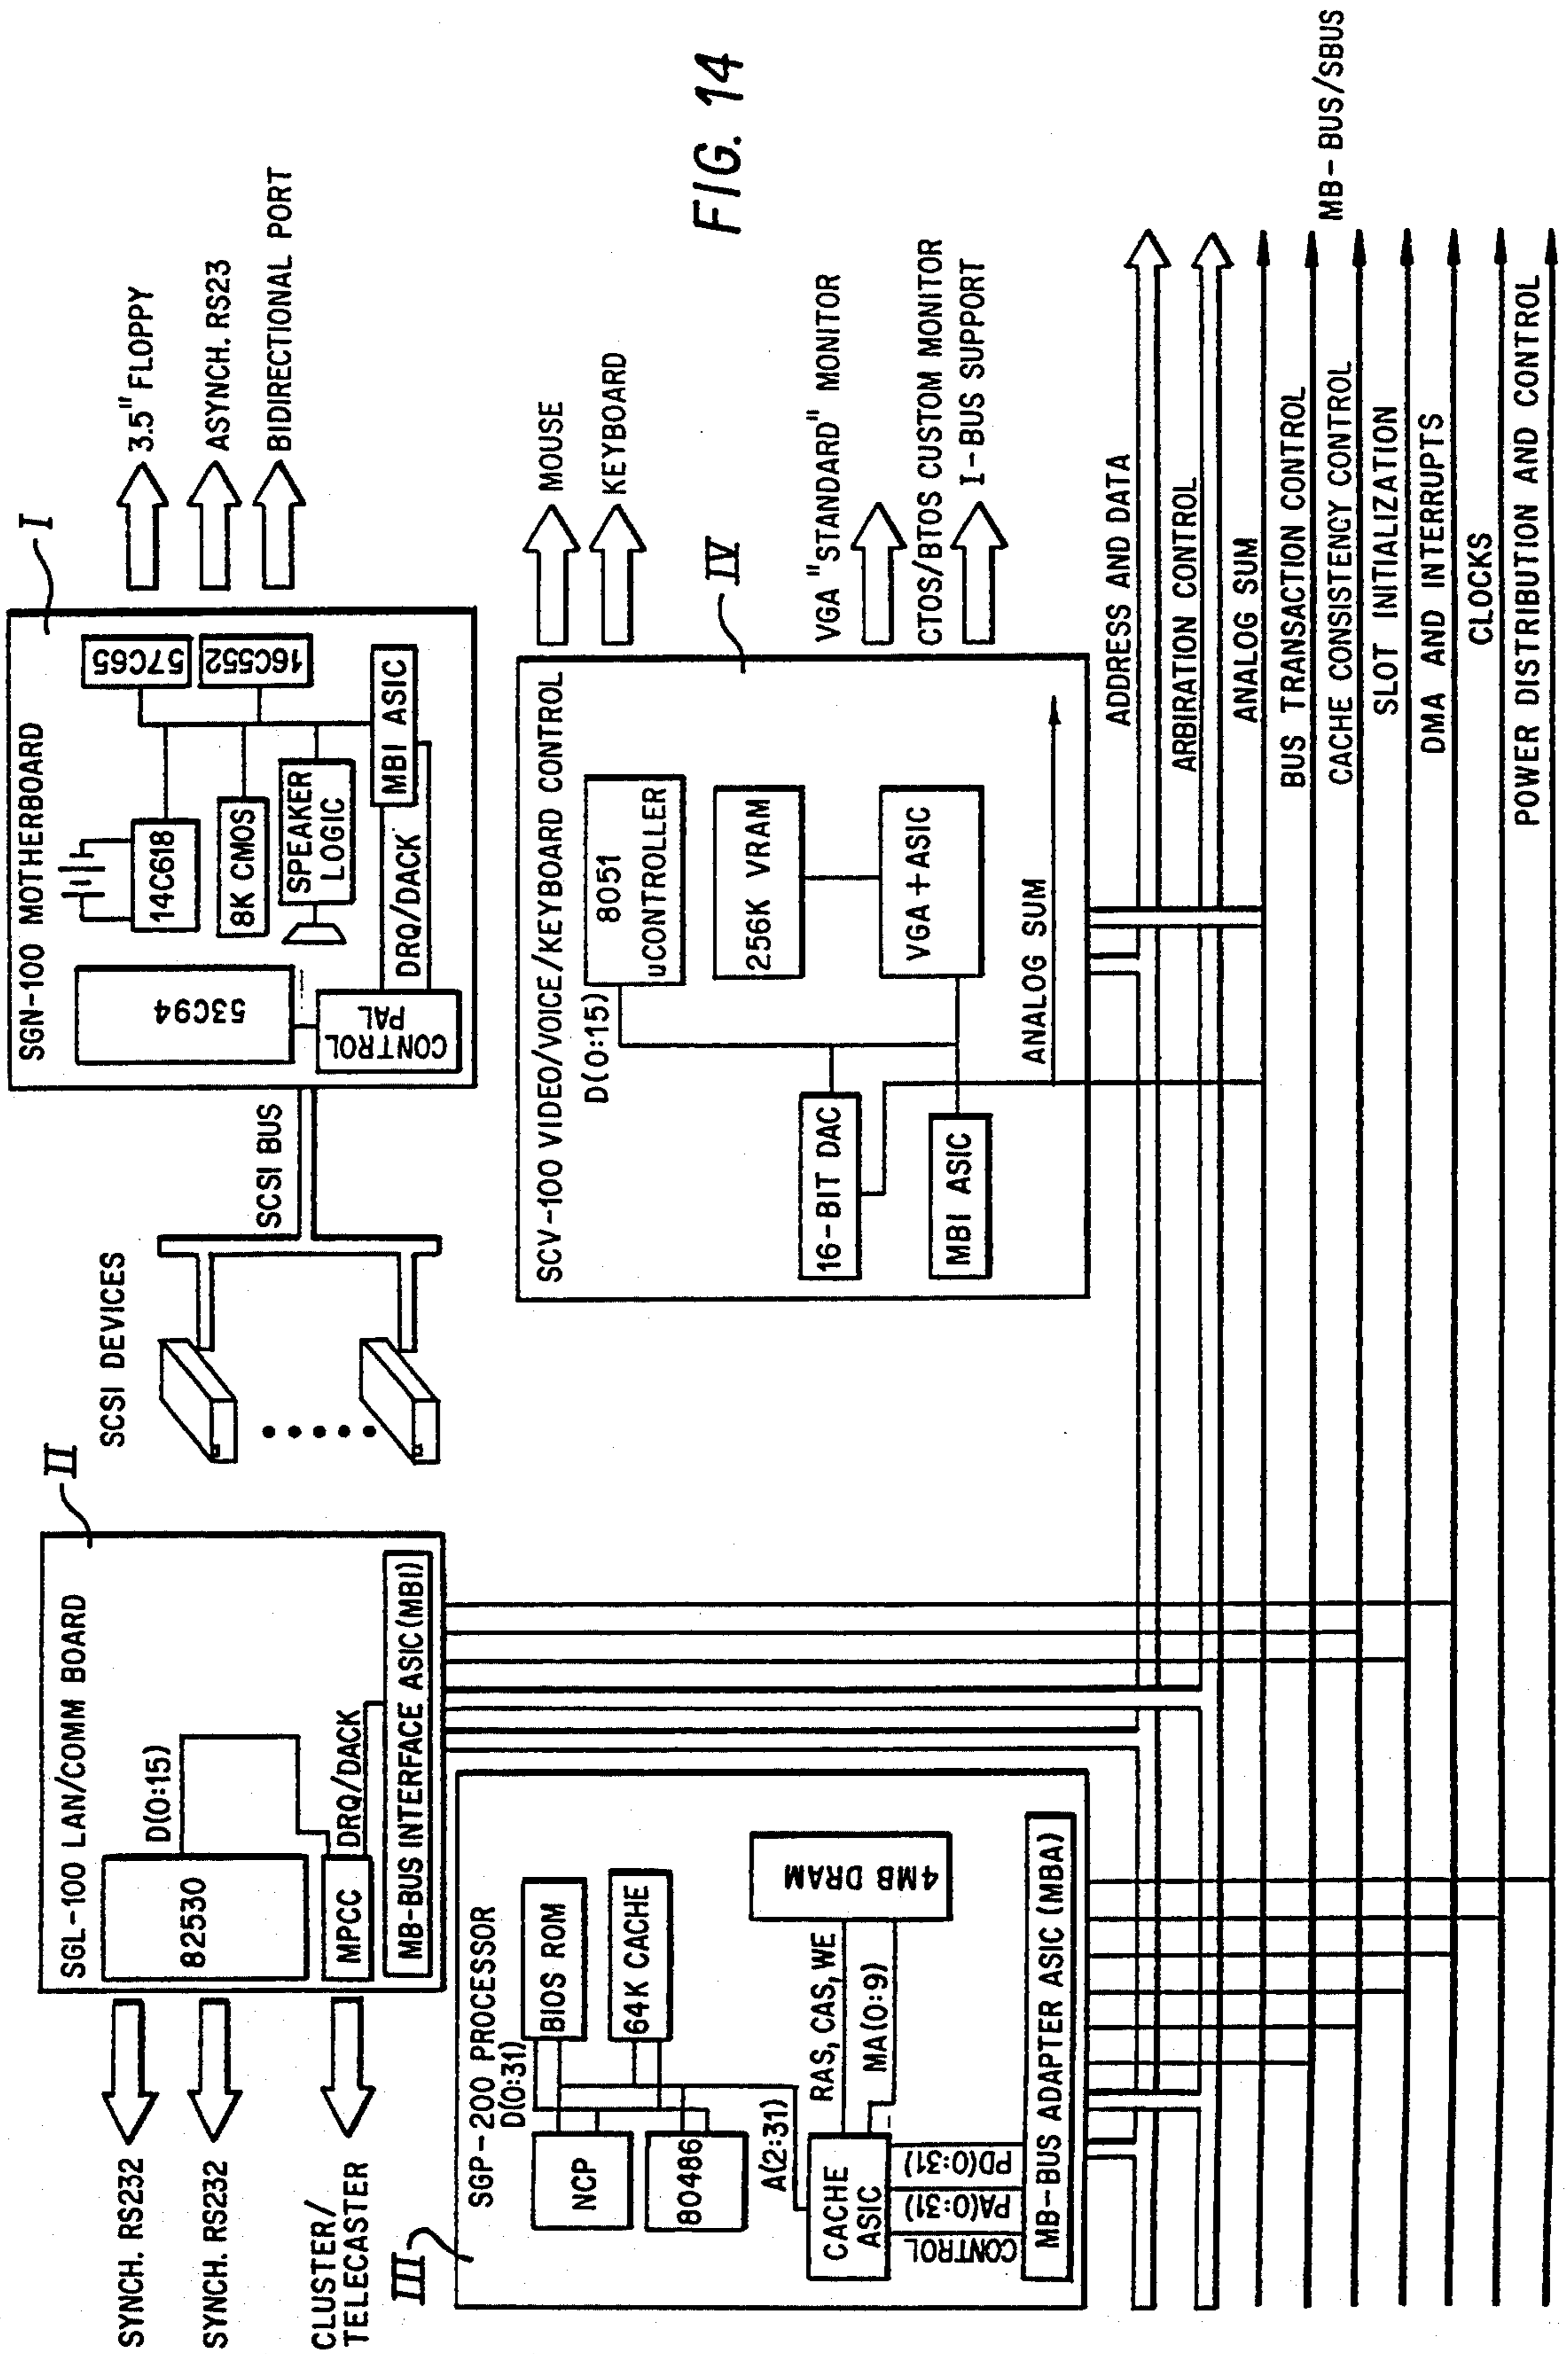 FIG. 14
SYNCH. RS232
SYNCH. RS232
CLUSTER/
TELECASTER
II
SGL-100 LAN/COMM BOARD
82530
D(0:15)
MPCC
DRQ/DACK
MB-BUS INTERFACE ASIC(MBI)
SCSI DEVICES
SCSI BUS
I
SGN-100 MOTHERBOARD
53C94
CONTROL
PAL
14C618
8K CMOS
SPEAKER
LOGIC
DRQ/DACK
57C65
16C552
MBI ASIC
3.5" FLOPPY
ASYNCH. RS23
BIDIRECTIONAL PORT
III
SGP-200 PROCESSOR
D(0:31)
NCP
BIOS ROM
80486
64K CACHE
A(2:31)
CACHE
ASIC
RAS, CAS, WE
MA(0:9)
4MB DRAM
CONTROL
PA(0:31)
PD(0:31)
MB-BUS ADAPTER ASIC (MBA)
IV
SCV-100 VIDEO/VOICE/KEYBOARD CONTROL
D(0:15)
8051
uCONTROLLER
256K VRAM
16-BIT DAC
VGA+ASIC
MBI ASIC
ANALOG SUM
MOUSE
KEYBOARD
VGA "STANDARD" MONITOR
CTOS/BTOS CUSTOM MONITOR
I-BUS SUPPORT
ADDRESS AND DATA
ARBIRATION CONTROL
ANALOG SUM
BUS TRANSACTION CONTROL
CACHE CONSISTENCY CONTROL
SLOT INITIALIZATION
DMA AND INTERRUPTS
CLOCKS
POWER DISTRIBUTION AND CONTROL
MB-BUS/SBUS